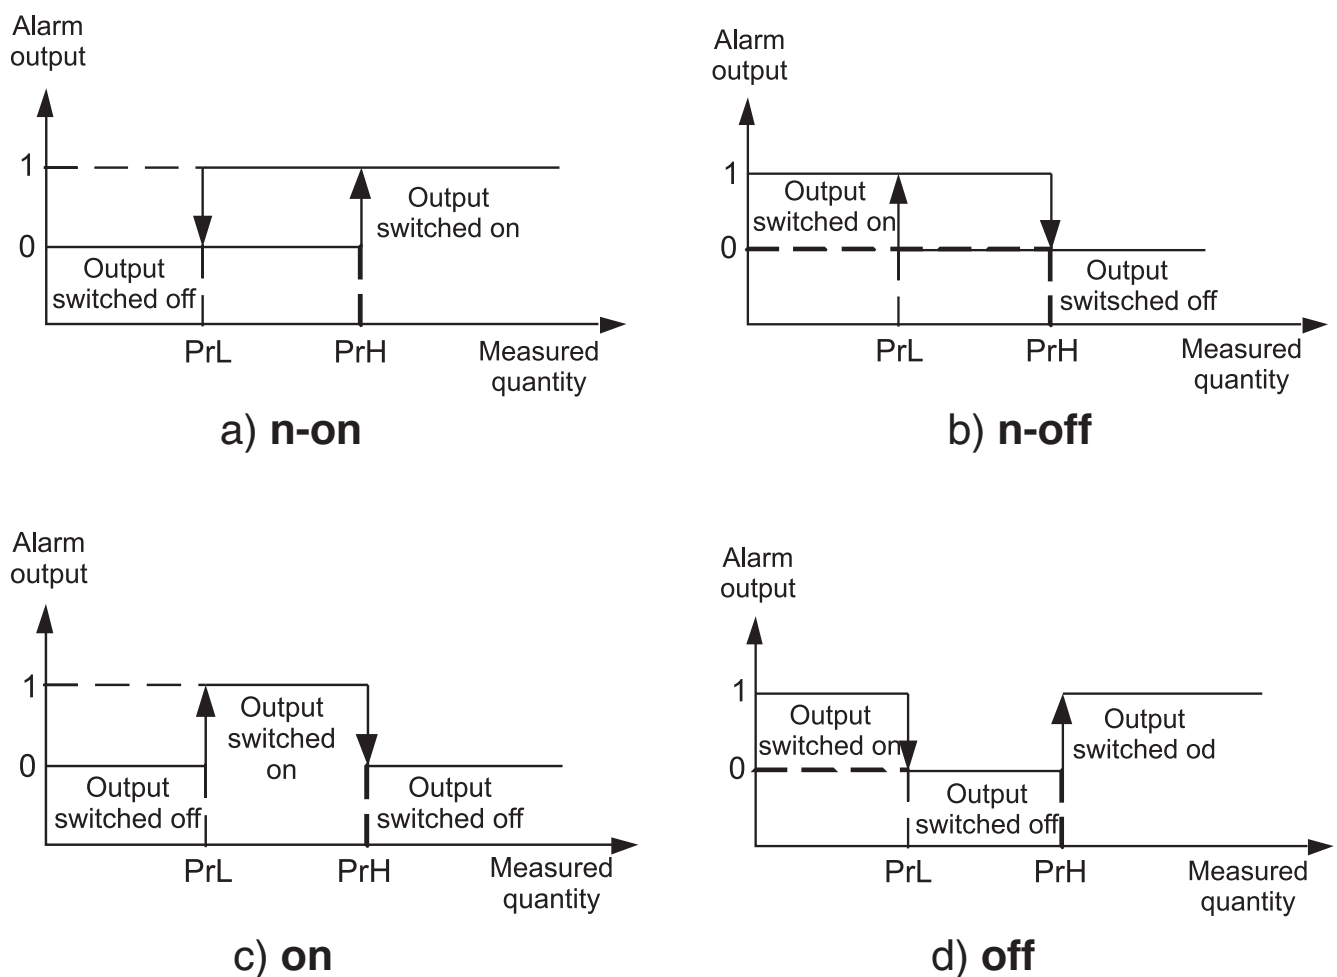 Alarm
output
1
0
Output
switched on
Output
switched off
PrL
PrH
Measured
quantity
a) n-on
Alarm
output
1
0
Output
switched on
Output
switsched off
PrL
PrH
Measured
quantity
b) n-off
Alarm
output
1
0
Output
switched
on
Output
switched off
Output
switched off
PrL
PrH
Measured
quantity
c) on
Alarm
output
1
0
Output
switched on
Output
switched od
Output
switched off
PrL
PrH
Measured
quantity
d) off